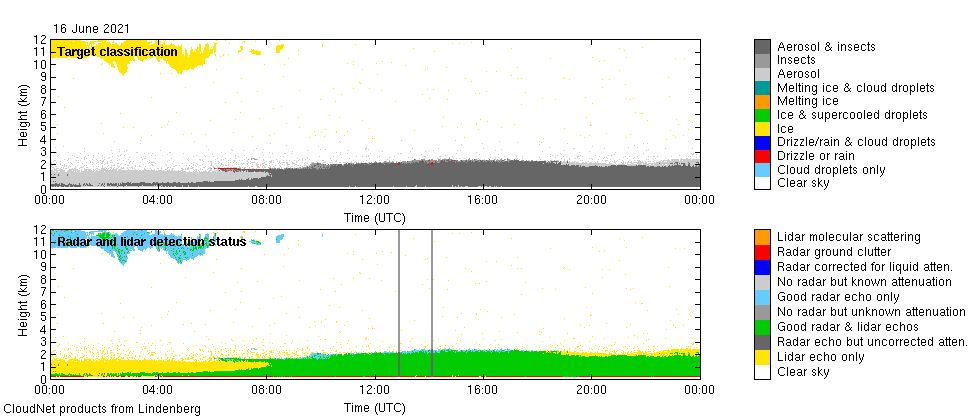 16 June 2021
Target classification
12
11
10
9
8
7
6
5
4
3
2
1
0
Height (km)
00:00 04:00 08:00 12:00 16:00 20:00 00:00
Time (UTC)
Aerosol & insects
Insects
Aerosol
Melting ice & cloud droplets
Melting ice
Ice & supercooled droplets
Ice
Drizzle/rain & cloud droplets
Drizzle or rain
Cloud droplets only
Clear sky
Radar and lidar detection status
12
11
10
9
8
7
6
5
4
3
2
1
0
Height (km)
00:00 04:00 08:00 12:00 16:00 20:00 00:00
Time (UTC)
Lidar molecular scattering
Radar ground clutter
Radar corrected for liquid atten.
No radar but known attenuation
Good radar echo only
No radar but unknown attenuation
Good radar & lidar echos
Radar echo but uncorrected atten.
Lidar echo only
Clear sky
CloudNet products from Lindenberg